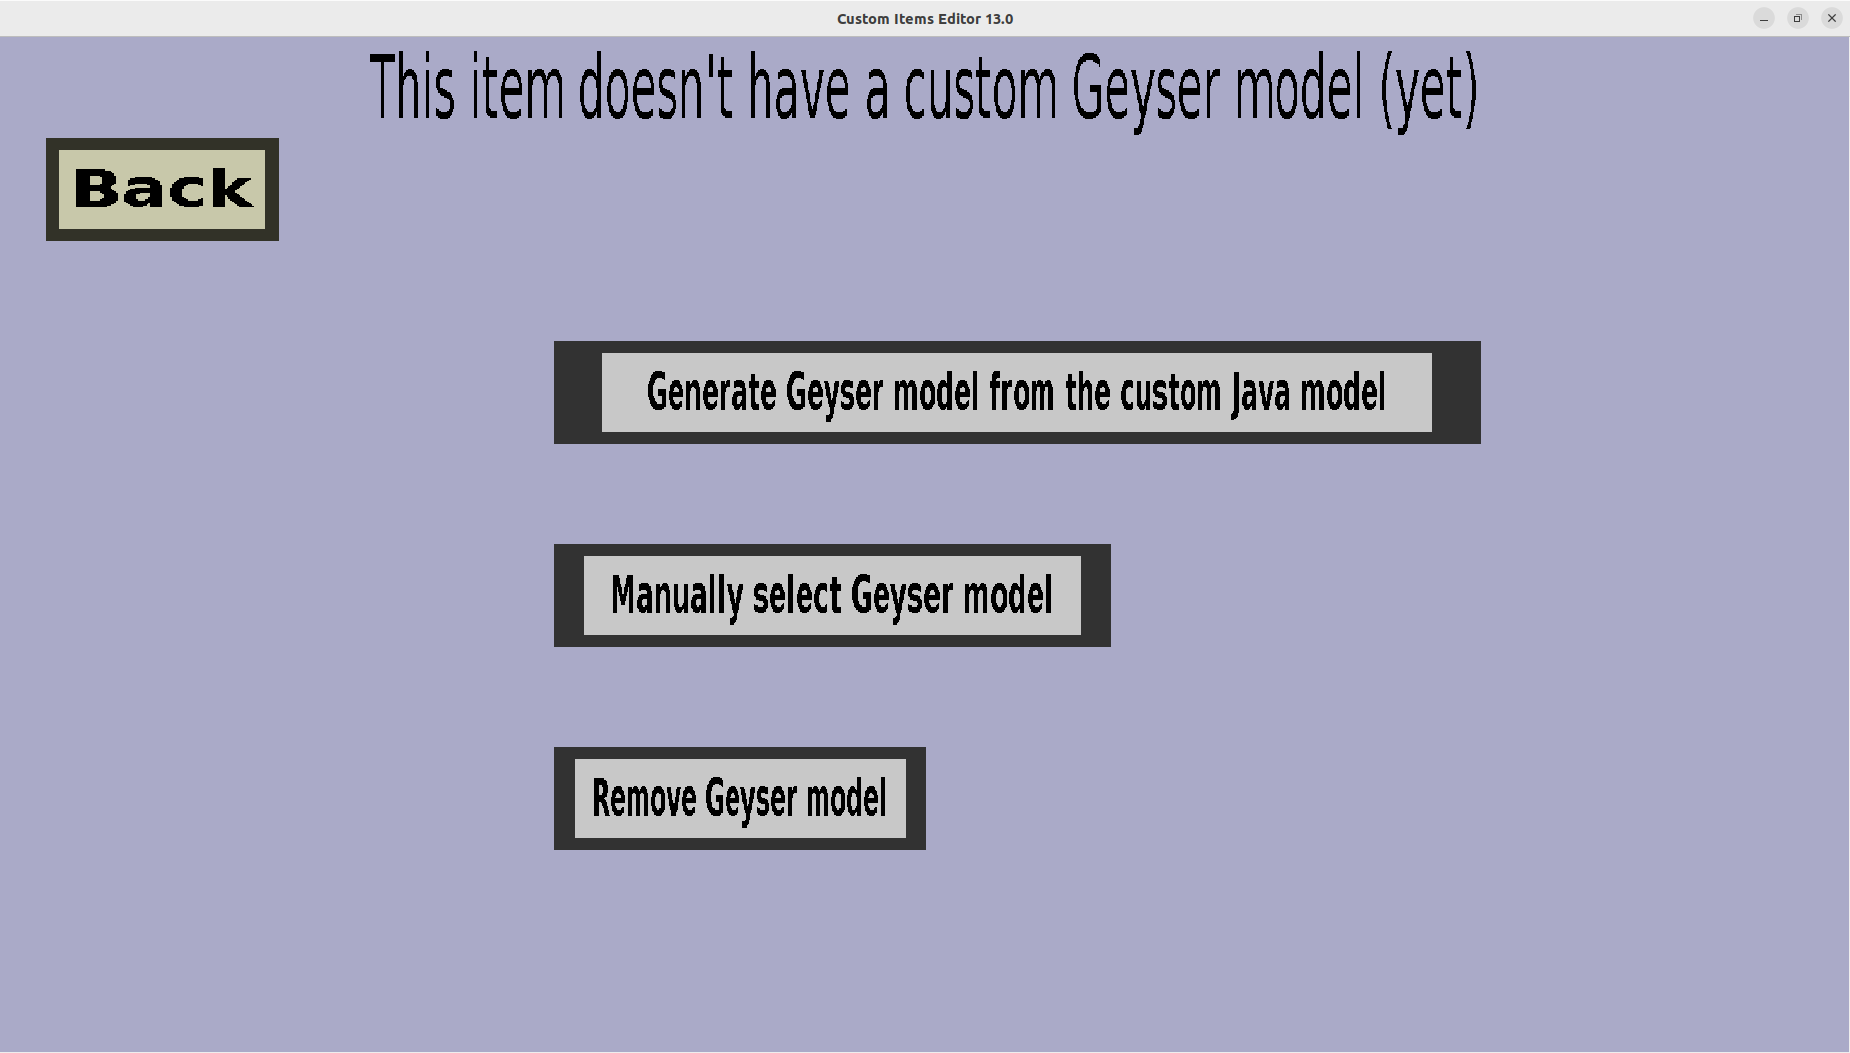 Custom Items Editor 13.0
This item doesn't have a custom Geyser model (yet)
Back
Generate Geyser model from the custom Java model
Manually select Geyser model
Remove Geyser model